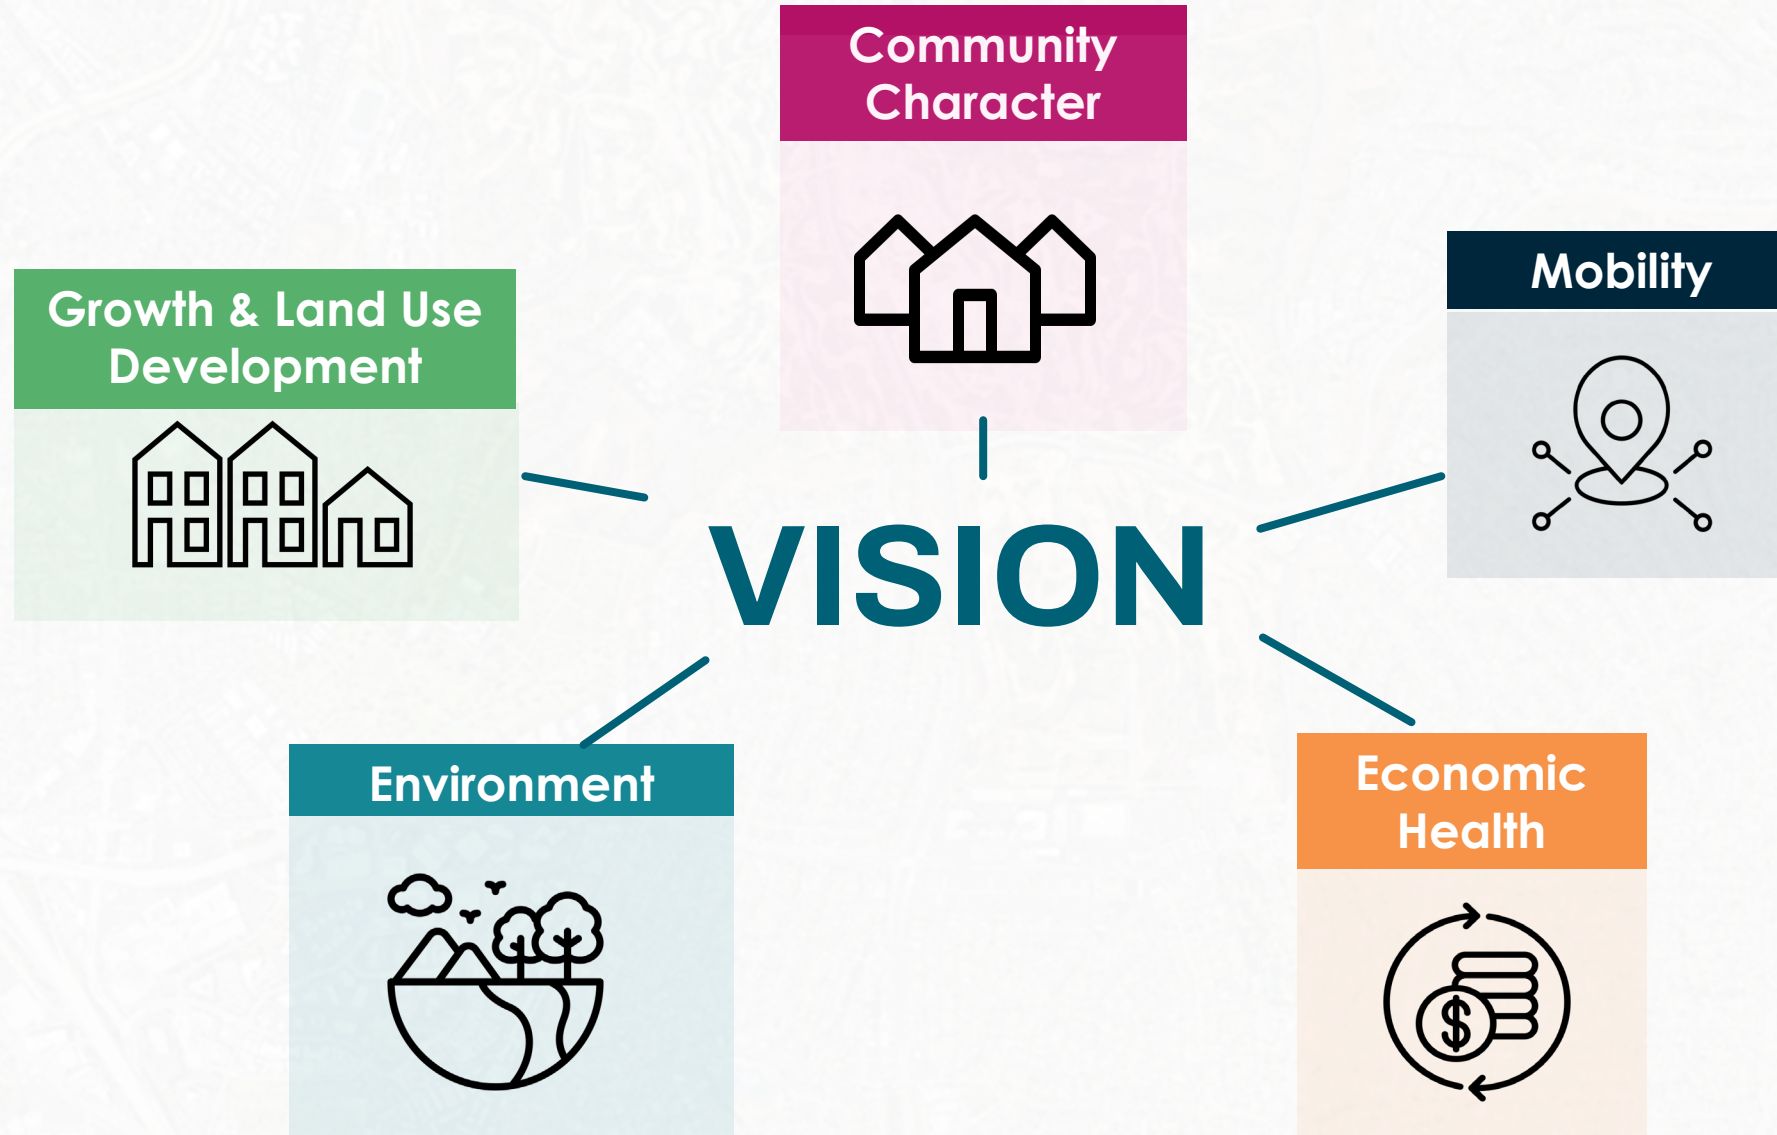 Community
Character
Growth & Land Use
Development
Mobility
VISION
Environment
Economic
Health
$